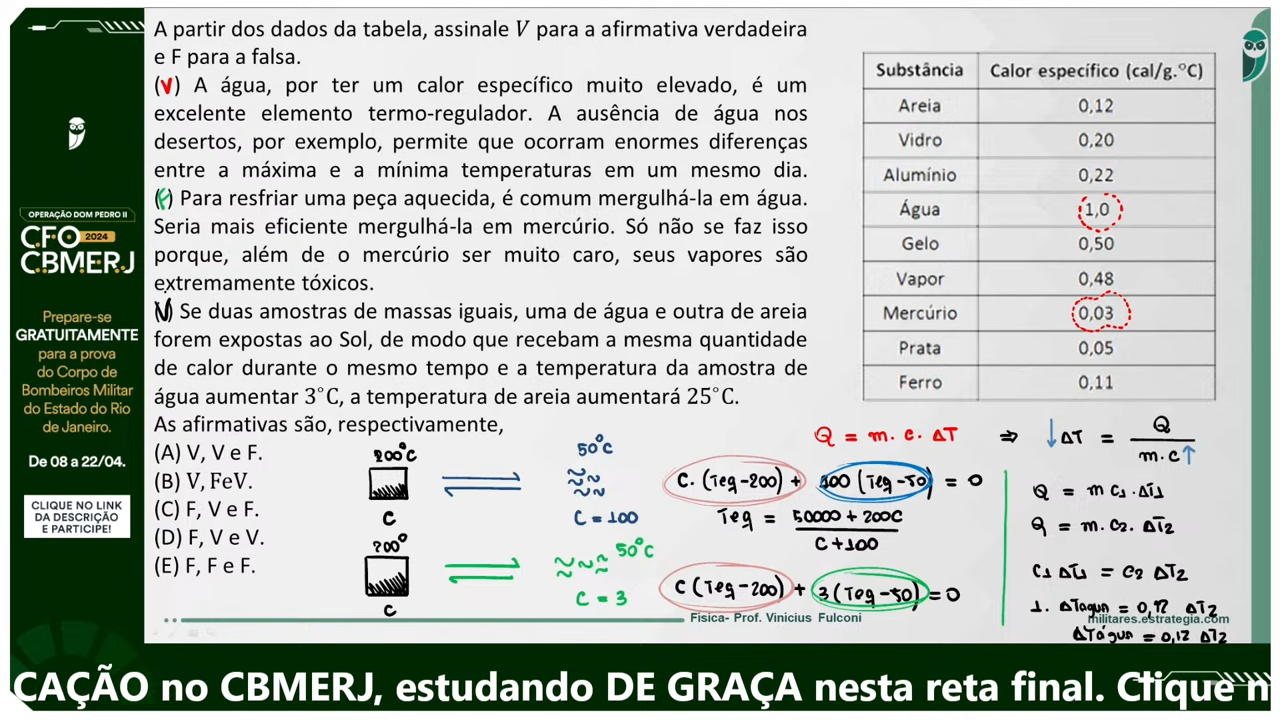 A partir dos dados da tabela, assinale V para a afirmativa verdadeira
e F para a falsa.
(V) A água, por ter um calor específico muito elevado, é um
excelente elemento termo-regulador. A ausência de água nos
desertos, por exemplo, permite que ocorram enormes diferenças
entre a máxima e a mínima temperaturas em um mesmo dia.
(F) Para resfriar uma peça aquecida, é comum mergulhá-la em água.
Seria mais eficiente mergulhá-la em mercúrio. Só não se faz isso
porque, além de o mercúrio ser muito caro, seus vapores são
extremamente tóxicos.
(V) Se duas amostras de massas iguais, uma de água e outra de areia
forem expostas ao Sol, de modo que recebam a mesma quantidade
de calor durante o mesmo tempo e a temperatura da amostra de
água aumentar 3°C, a temperatura de areia aumentará 25°C.
As afirmativas são, respectivamente,
(A) V, V e F.
(B) V, FeV.
(C) F, V e F.
(D) F, V e V.
(E) F, F e F.
Substância Calor específico (cal/g.°C)
Areia 0,12
Vidro 0,20
Alumínio 0,22
Água 1,0
Gelo 0,50
Vapor 0,48
Mercúrio 0,03
Prata 0,05
Ferro 0,11
200°C
C
50°C
C = 100
200°
C
50°C
C = 3
Q = m. c. ΔT ⇒ ↓ΔT = Q / m. c↑
C. (Teq-200) + 100 (Teq-50) = 0
Teq = 50000 + 200C / C+100
C (Teq-200) + 3 (Teq-50) = 0
Q = m c1 . ΔT1
Q = m. c2. ΔT2
C1 ΔT1 = C2 ΔT2
1. ΔTagua = 0,12 ΔT2
ΔTágua = 0,12 ΔT2
Física- Prof. Vinicius Fulconi
militares.estrategia.com
OPERAÇÃO DOM PEDRO II
CFO 2024
CBMERJ
Prepare-se
GRATUITAMENTE
para a prova
do Corpo de
Bombeiros Militar
do Estado do Rio
de Janeiro.
De 08 a 22/04.
CLIQUE NO LINK
DA DESCRIÇÃO
E PARTICIPE!
CAÇÃO no CBMERJ, estudando DE GRAÇA nesta reta final. Clique n